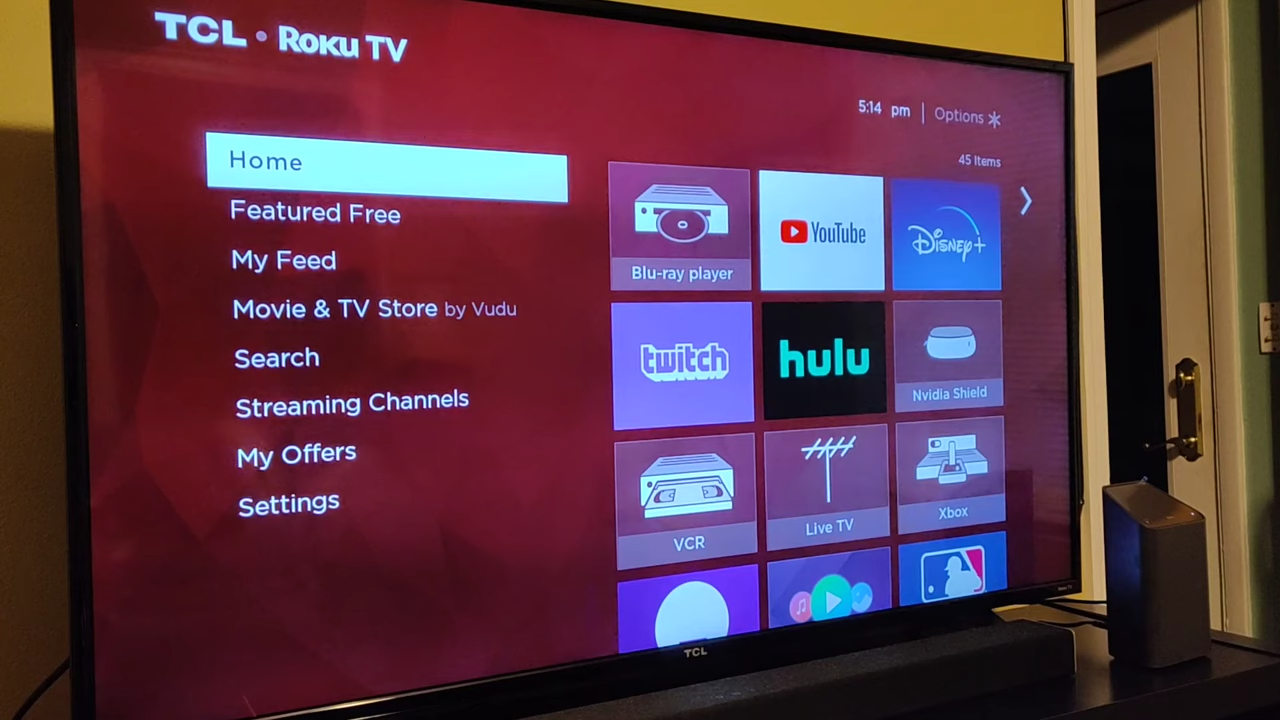 TCL • Roku TV
5:14 pm | Options
45 Items
Home
Featured Free
My Feed
Movie & TV Store by Vudu
Search
Streaming Channels
My Offers
Settings
Blu-ray player
YouTube
Disney+
twitch
hulu
Nvidia Shield
VCR
Live TV
Xbox
TCL
Roku TV